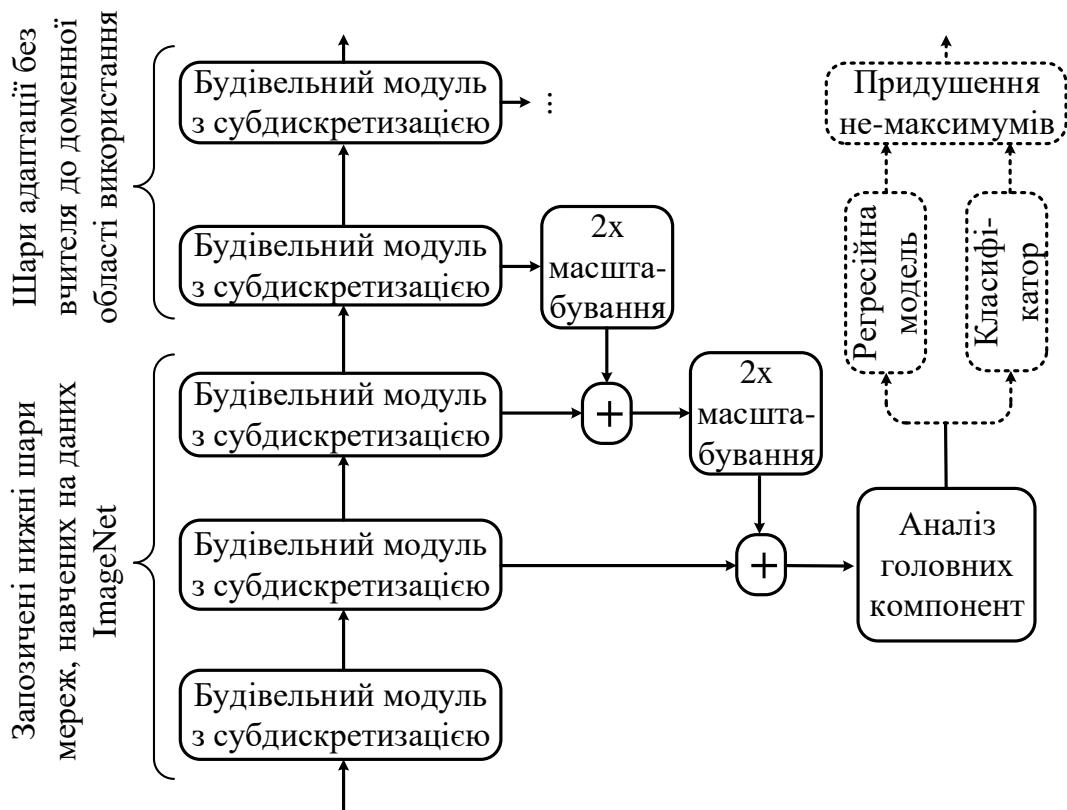 Шари адаптації без
вчителя до доменної
області використання
Запозичені нижні шари
мереж, навчених на даних
ImageNet
Будівельний модуль
з субдискретизацією
...
Будівельний модуль
з субдискретизацією
2x
масшта-
бування
Будівельний модуль
з субдискретизацією
+
2x
масшта-
бування
Будівельний модуль
з субдискретизацією
+
Будівельний модуль
з субдискретизацією
Придушення
не-максимумів
Регресійна
модель
Класифі-
катор
Аналіз
головних
компонент